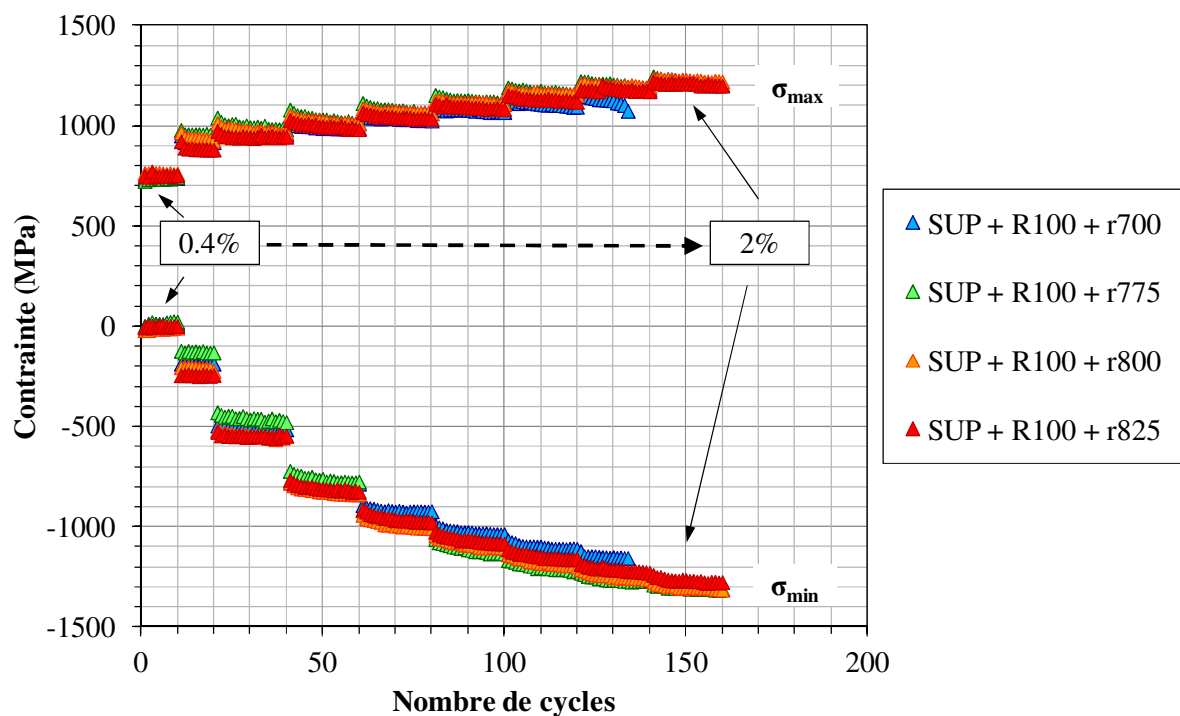 1500
1000
500
0
-500
-1000
-1500
Contrainte (MPa)
0
50
100
150
200
Nombre de cycles
σmax
0.4%
2%
σmin
SUP + R100 + r700
SUP + R100 + r775
SUP + R100 + r800
SUP + R100 + r825